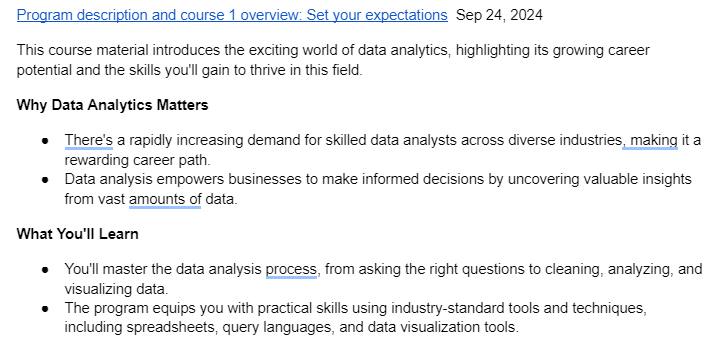 Program description and course 1 overview: Set your expectations Sep 24, 2024
This course material introduces the exciting world of data analytics, highlighting its growing career
potential and the skills you'll gain to thrive in this field.
Why Data Analytics Matters
● There's a rapidly increasing demand for skilled data analysts across diverse industries, making it a
rewarding career path.
● Data analysis empowers businesses to make informed decisions by uncovering valuable insights
from vast amounts of data.
What You'll Learn
● You'll master the data analysis process, from asking the right questions to cleaning, analyzing, and
visualizing data.
● The program equips you with practical skills using industry-standard tools and techniques,
including spreadsheets, query languages, and data visualization tools.